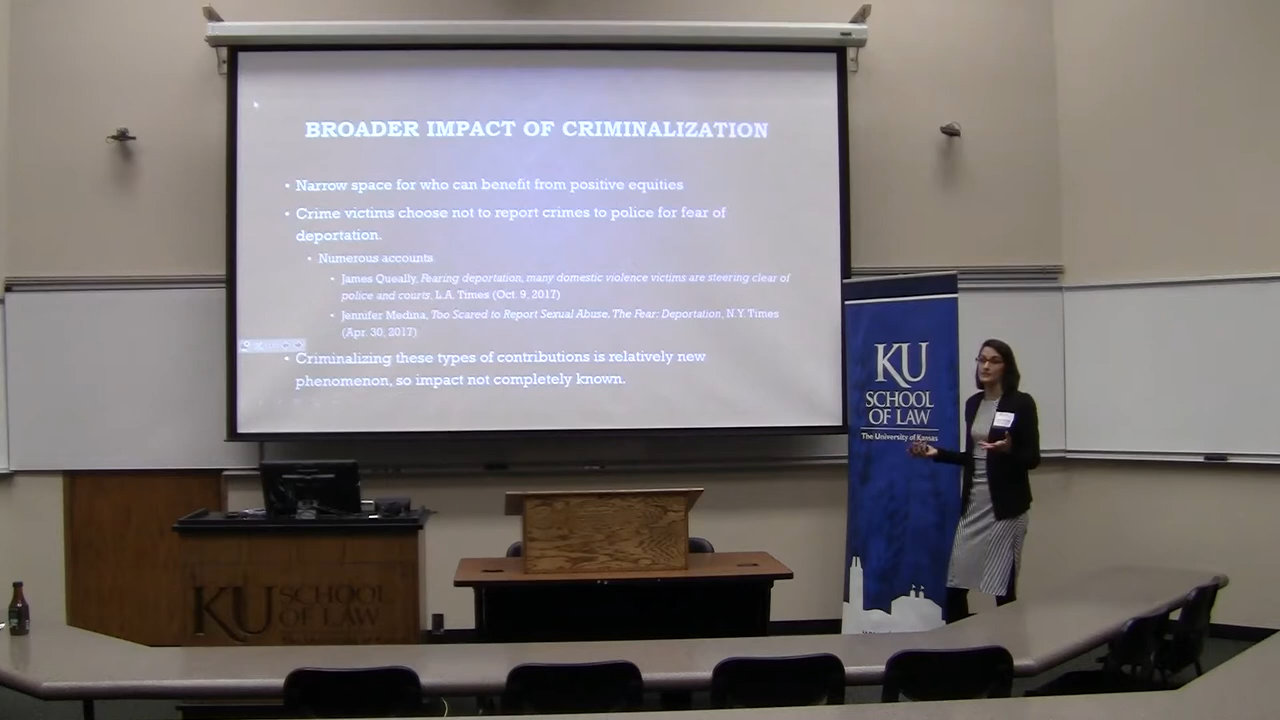 BROADER IMPACT OF CRIMINALIZATION
• Narrow space for who can benefit from positive equities
• Crime victims choose not to report crimes to police for fear of
deportation.
• Numerous accounts
• James Queally, Fearing deportation, many domestic violence victims are steering clear of
police and courts, L.A. Times (Oct. 9, 2017)
• Jennifer Medina, Too Scared to Report Sexual Abuse. The Fear: Deportation, N.Y. Times
(Apr. 30, 2017)
• Criminalizing these types of contributions is relatively new
phenomenon, so impact not completely known.
KU
SCHOOL
OF LAW
The University of Kansas
KU SCHOOL
OF LAW
The University of Kansas